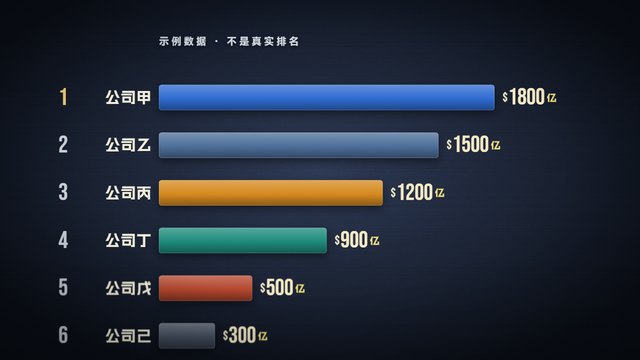 示例数据 · 不是真实排名
1 公司甲 $1800亿
2 公司乙 $1500亿
3 公司丙 $1200亿
4 公司丁 $900亿
5 公司戊 $500亿
6 公司己 $300亿